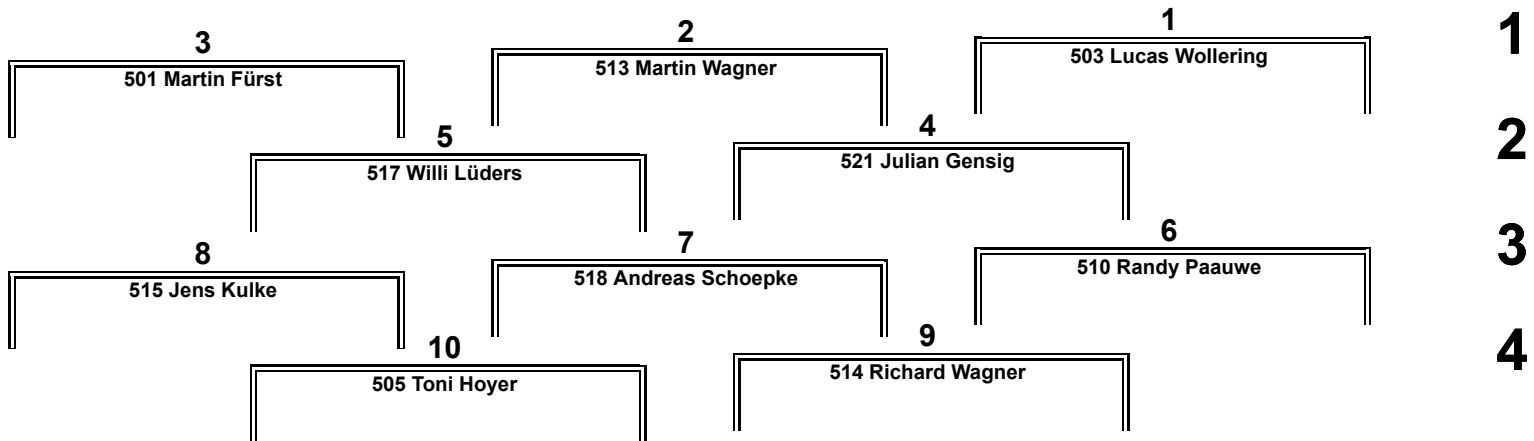 1
1
2
3
503 Lucas Wollering
513 Martin Wagner
501 Martin Fürst
2
4
5
521 Julian Gensig
517 Willi Lüders
3
6
7
8
510 Randy Paauwe
518 Andreas Schoepke
515 Jens Kulke
4
9
10
514 Richard Wagner
505 Toni Hoyer